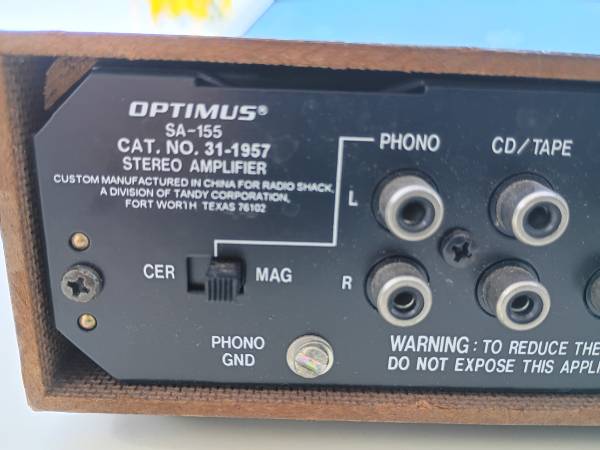 OPTIMUS®
SA-155
CAT. NO. 31-1957
STEREO AMPLIFIER
CUSTOM MANUFACTURED IN CHINA FOR RADIO SHACK,
A DIVISION OF TANDY CORPORATION,
FORT WORTH TEXAS 76102
PHONO
CD/TAPE
L
CER
MAG
R
PHONO
GND
WARNING: TO REDUCE THE
DO NOT EXPOSE THIS